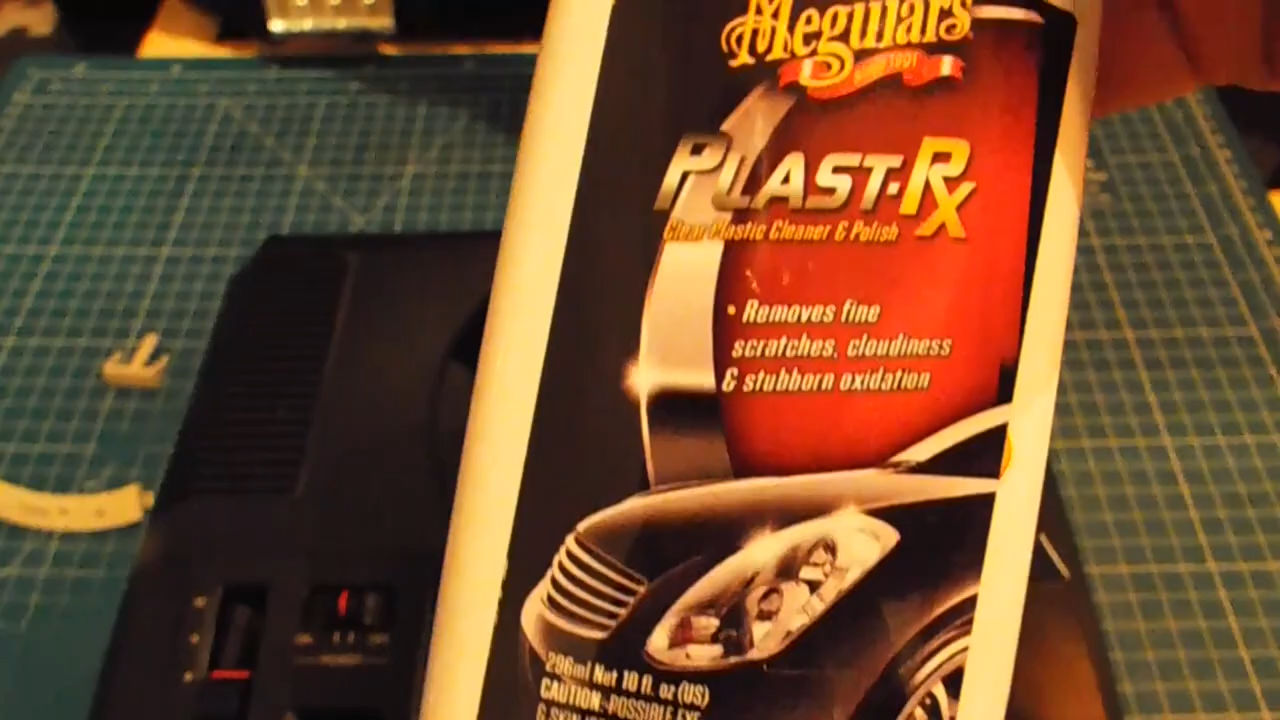 Meguiar's
since 1901
PLAST-Rx
Clear Plastic Cleaner & Polish
• Removes fine
scratches, cloudiness
& stubborn oxidation
296ml Net 10 fl. oz (US)
CAUTION: POSSIBLE EYE
& SKIN